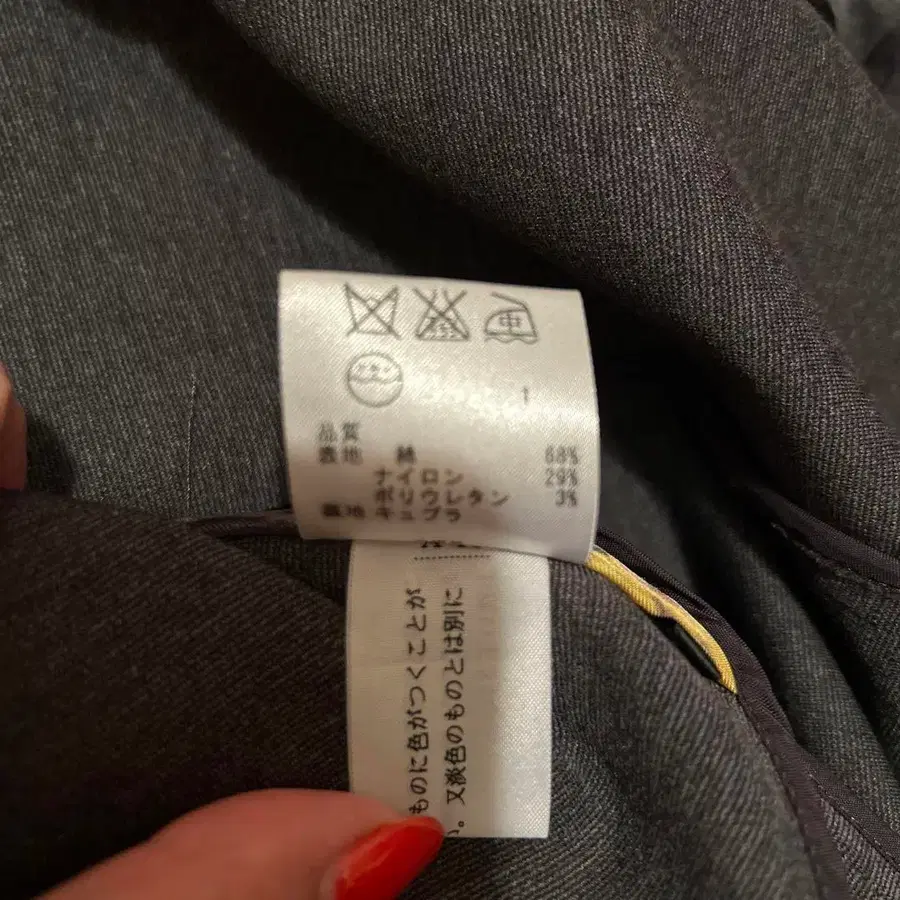 中
1
品質
表地 綿 68%
ナイロン 29%
ポリウレタン 3%
裏地 キュプラ
ものに色がつくことが
。又淡色のものとは別に